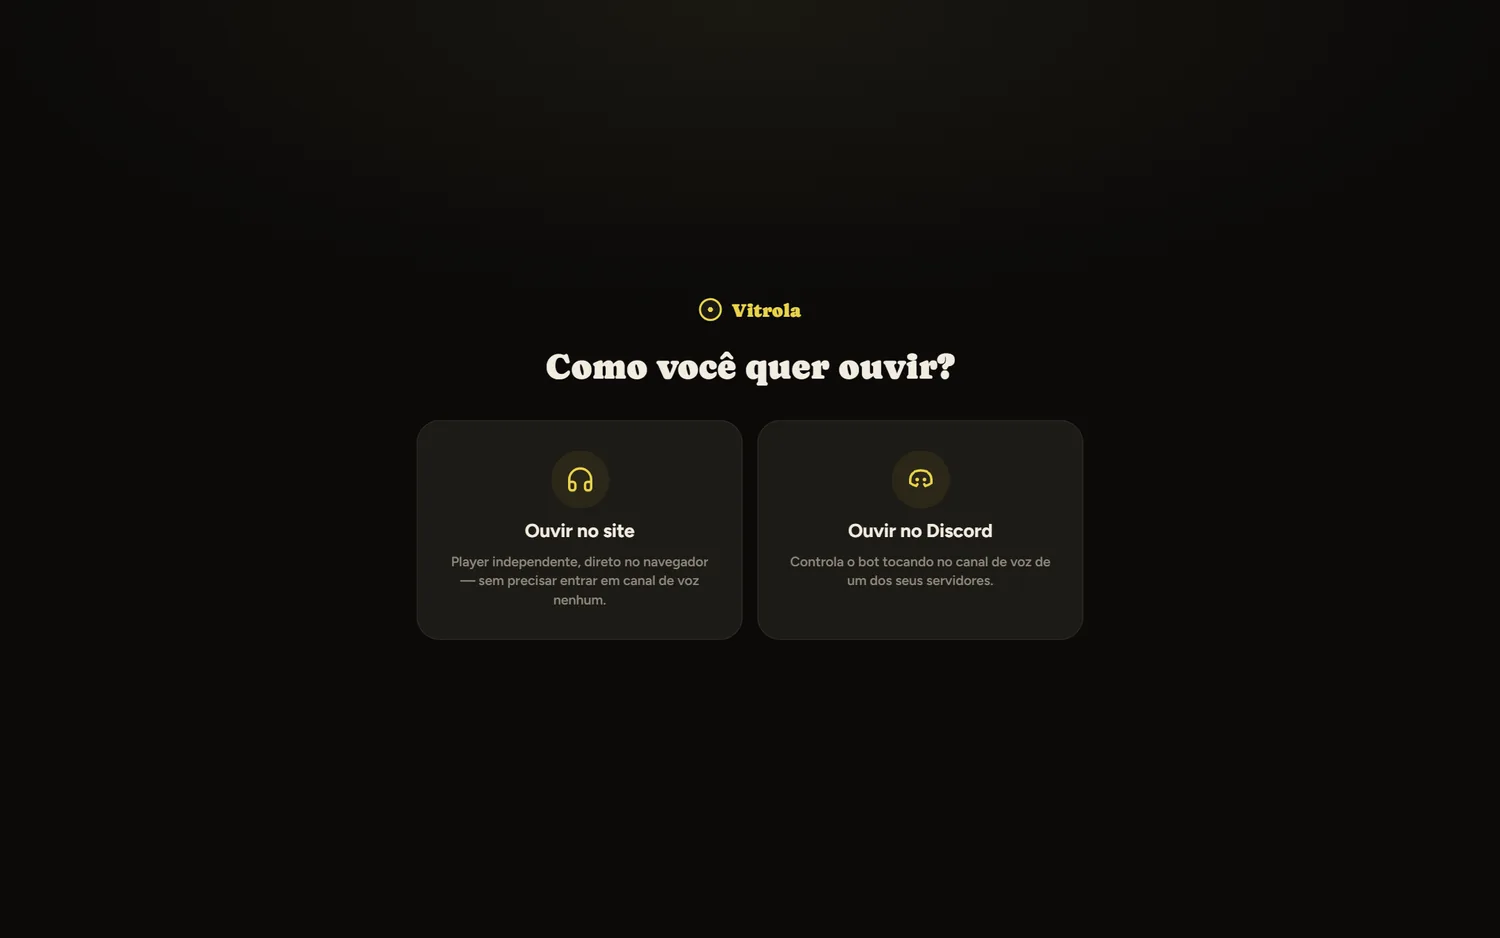 Vitrola
Como você quer ouvir?
Ouvir no site
Player independente, direto no navegador
— sem precisar entrar em canal de voz
nenhum.
Ouvir no Discord
Controla o bot tocando no canal de voz de
um dos seus servidores.